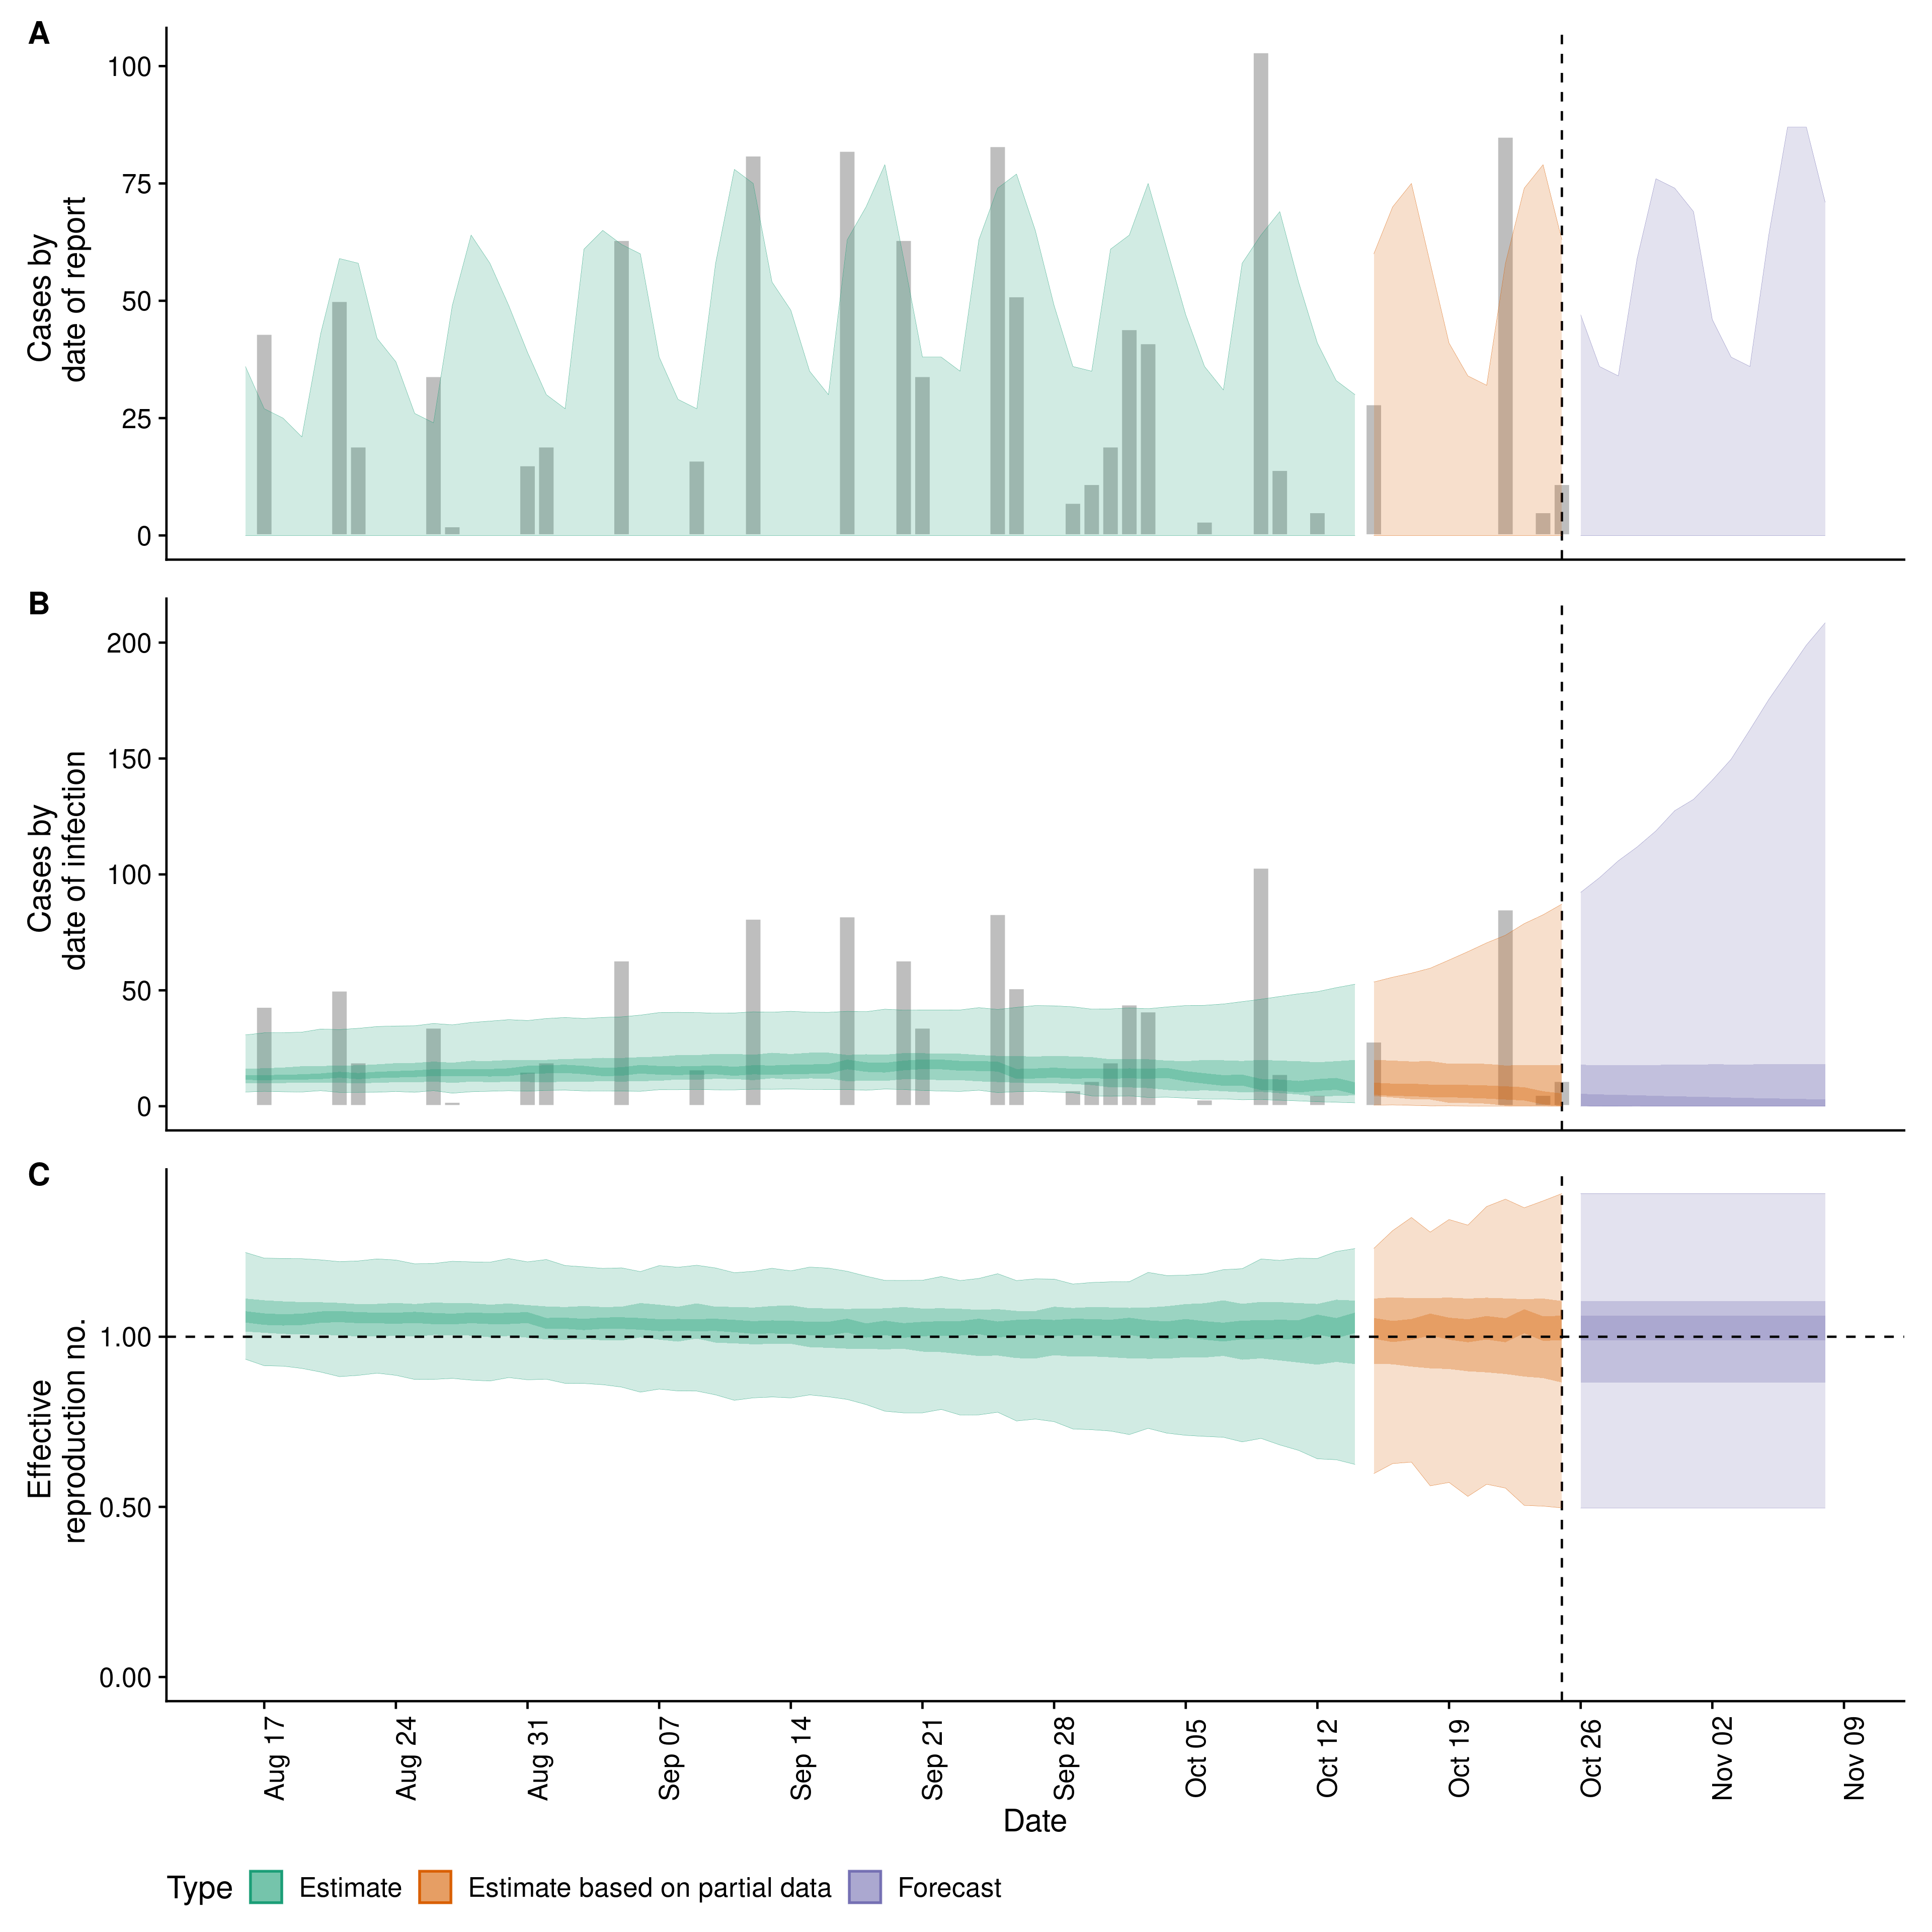 A
Cases by
date of report
100
75
50
25
0
B
Cases by
date of infection
200
150
100
50
0
C
Effective
reproduction no.
1.00
0.50
0.00
Aug 17
Aug 24
Aug 31
Sep 07
Sep 14
Sep 21
Sep 28
Oct 05
Oct 12
Oct 19
Oct 26
Nov 02
Nov 09
Date
Type Estimate Estimate based on partial data Forecast